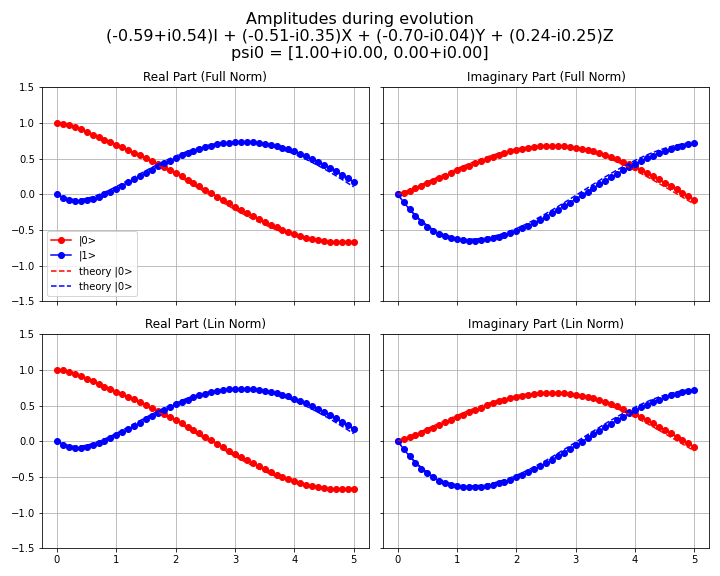 Amplitudes during evolution
(-0.59+i0.54)I + (-0.51-i0.35)X + (-0.70-i0.04)Y + (0.24-i0.25)Z
psi0 = [1.00+i0.00, 0.00+i0.00]
Real Part (Full Norm)
Imaginary Part (Full Norm)
1.5
1.0
0.5
0.0
-0.5
-1.0
-1.5
|0>
|1>
theory |0>
theory |0>
Real Part (Lin Norm)
Imaginary Part (Lin Norm)
1.5
1.0
0.5
0.0
-0.5
-1.0
-1.5
0 1 2 3 4 5
0 1 2 3 4 5